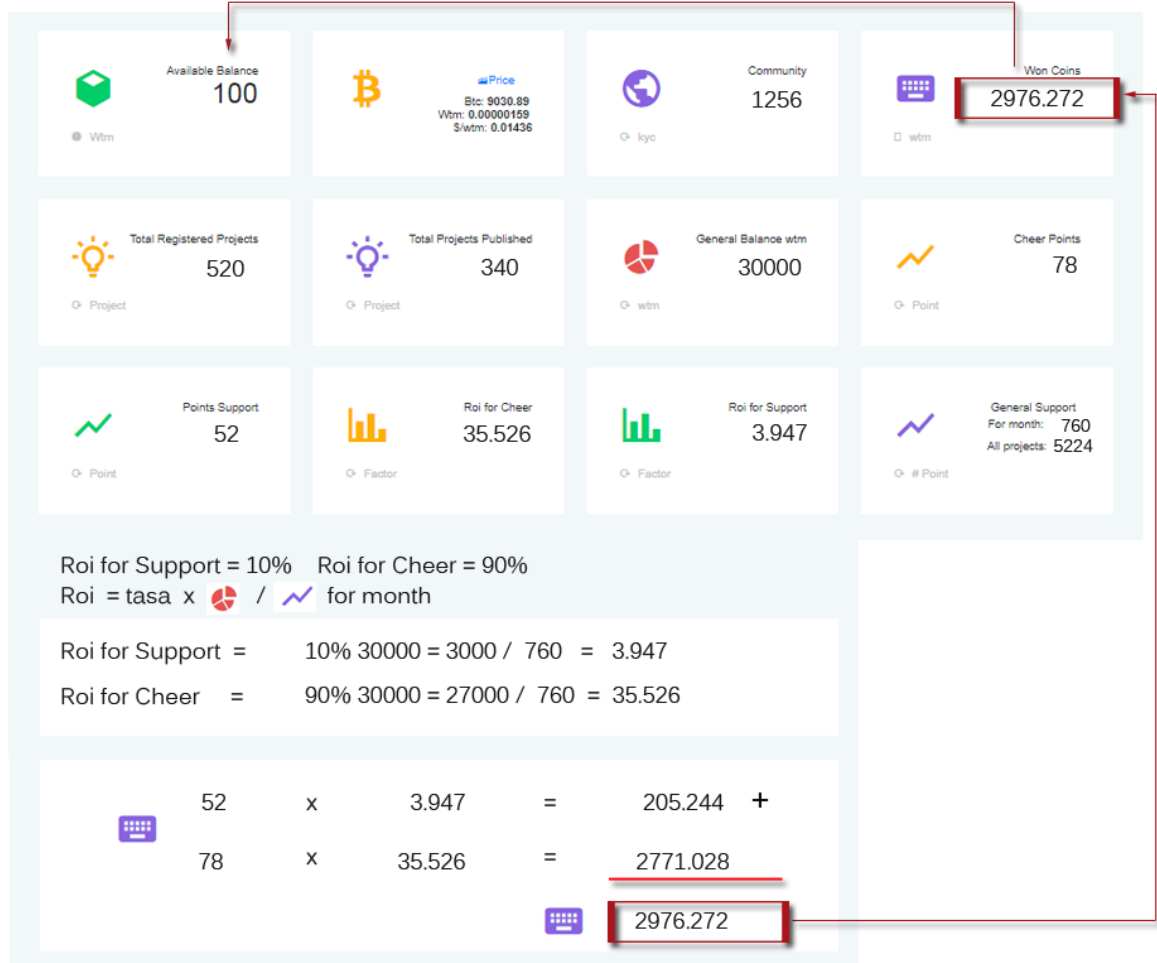 Available Balance
100
Wtm
Price
Btc: 9030.89
Wtm: 0.00000159
$/wtm: 0.01436
Community
1256
kyc
Won Coins
2976.272
wtm
Total Registered Projects
520
Project
Total Projects Published
340
Project
General Balance wtm
30000
wtm
Cheer Points
78
Point
Points Support
52
Point
Roi for Cheer
35.526
Factor
Roi for Support
3.947
Factor
General Support
For month: 760
All projects: 5224
# Point
Roi for Support = 10% Roi for Cheer = 90%
Roi = tasa x / for month
Roi for Support = 10% 30000 = 3000 / 760 = 3.947
Roi for Cheer = 90% 30000 = 27000 / 760 = 35.526
52 x 3.947 = 205.244 +
78 x 35.526 = 2771.028
2976.272